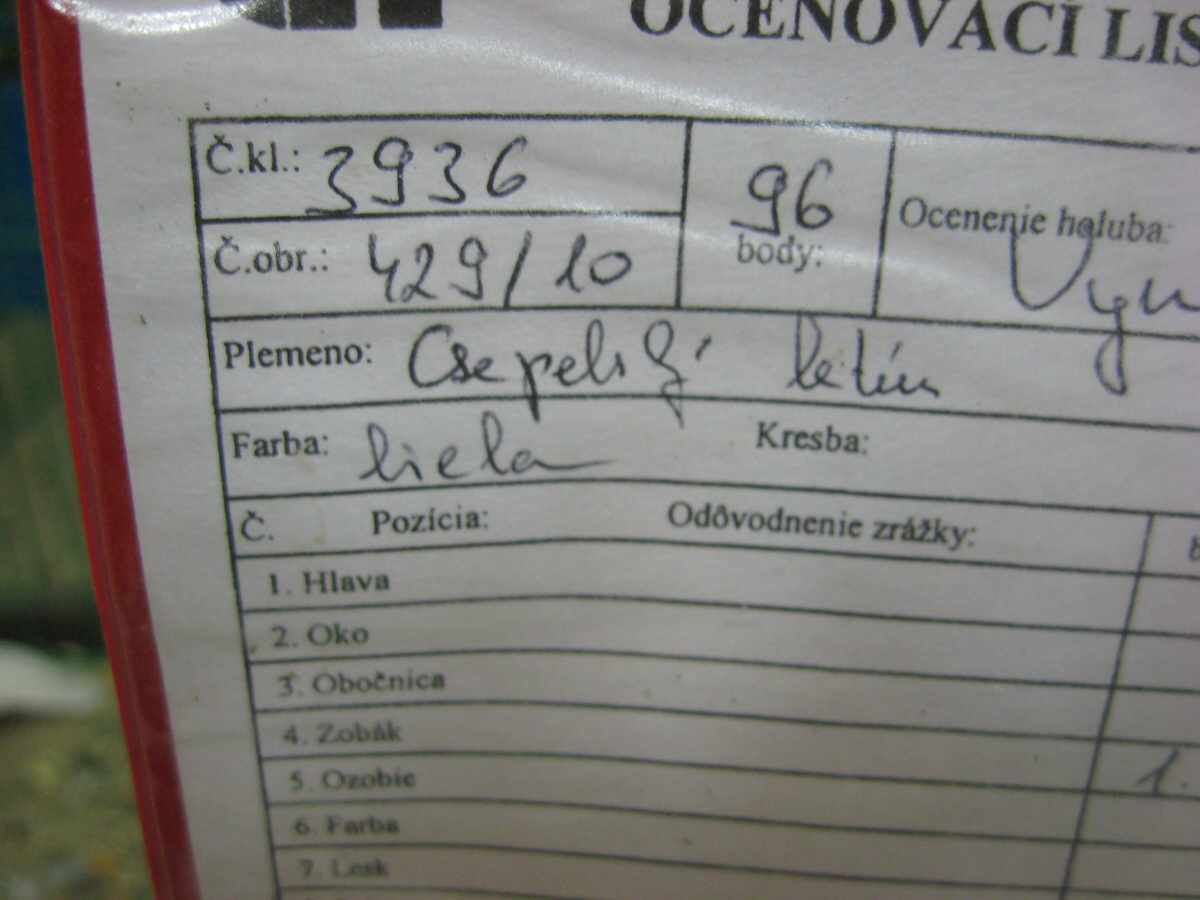 OCEŇOVACÍ LIS
Č.kl.: 3936
96
body:
Ocenenie holuba:
Č.obr.: 429/10
Plemeno: Csepelský letún
Farba: biela Kresba:
Č. Pozícia: Odôvodnenie zrážky:
1. Hlava
2. Oko
3. Obočnica
4. Zobák
5. Ozobie
1.
6. Farba
7. Lesk